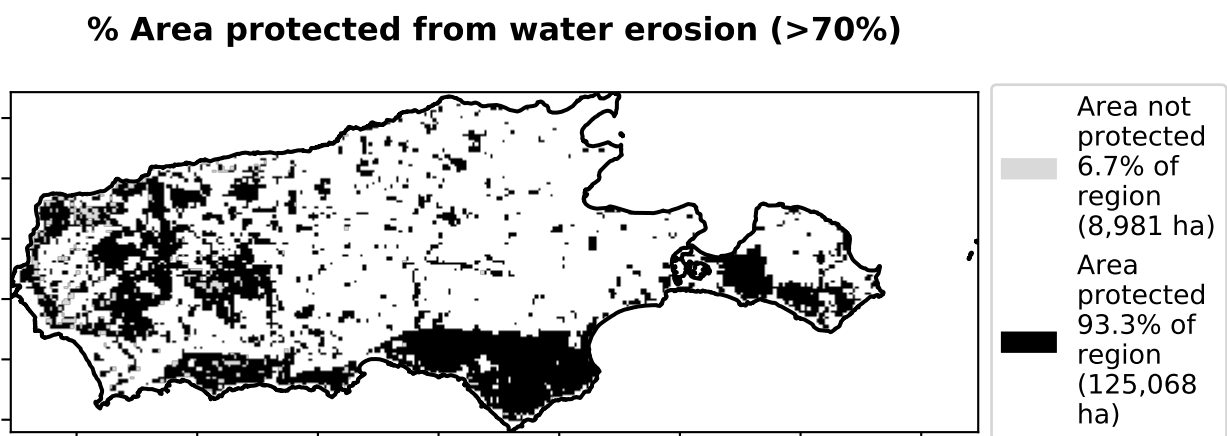 % Area protected from water erosion (>70%)
Area not
protected
6.7% of
region
(8,981 ha)
Area
protected
93.3% of
region
(125,068
ha)